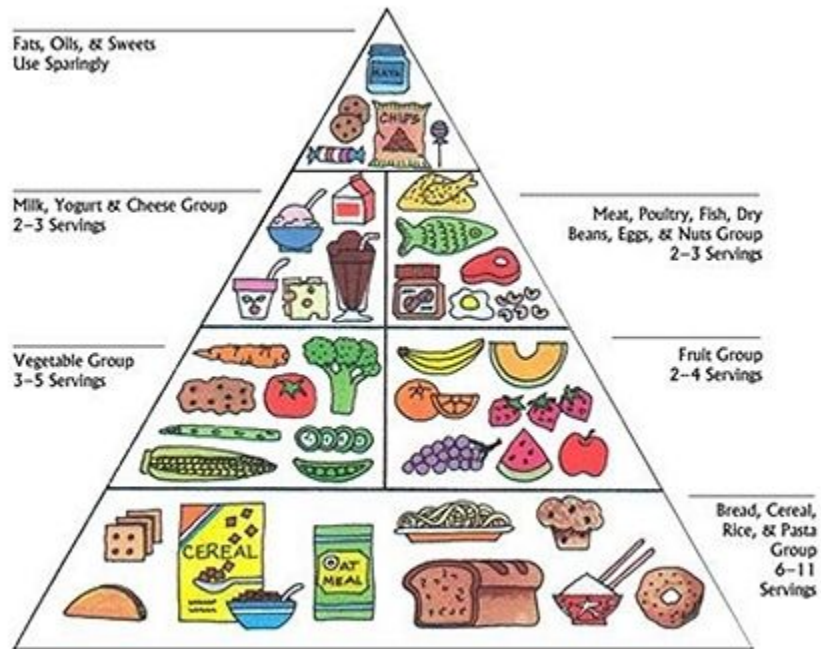 Fats, Oils, & Sweets
Use Sparingly
MAYO
CHIPS
Milk, Yogurt & Cheese Group
2–3 Servings
Meat, Poultry, Fish, Dry
Beans, Eggs, & Nuts Group
2–3 Servings
Vegetable Group
3–5 Servings
Fruit Group
2–4 Servings
Bread, Cereal,
Rice, & Pasta
Group
6–11
Servings
CEREAL
OAT
MEAL